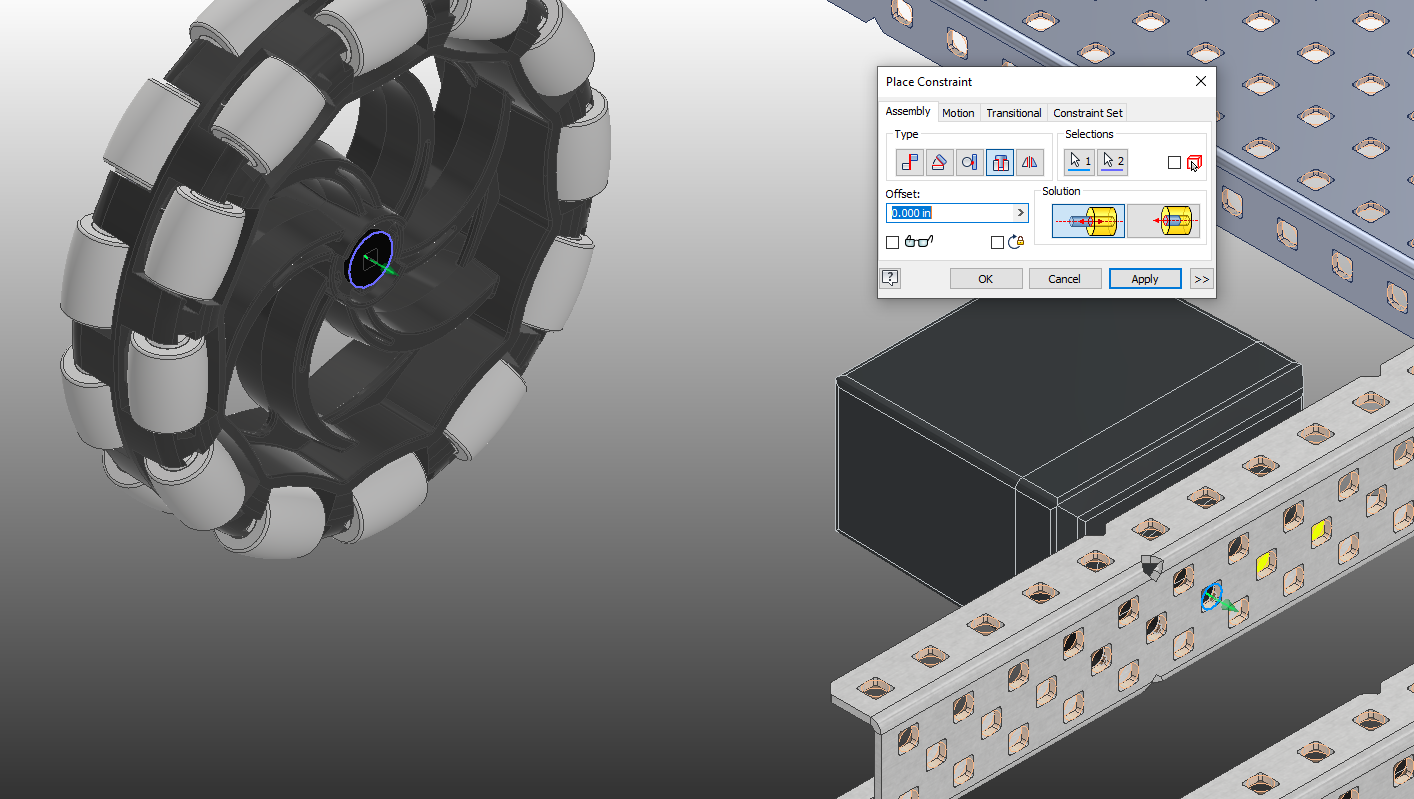 Place Constraint
Assembly Motion Transitional Constraint Set
Type
Selections
1 2
Offset:
Solution
0.000 in
?
OK Cancel Apply >>